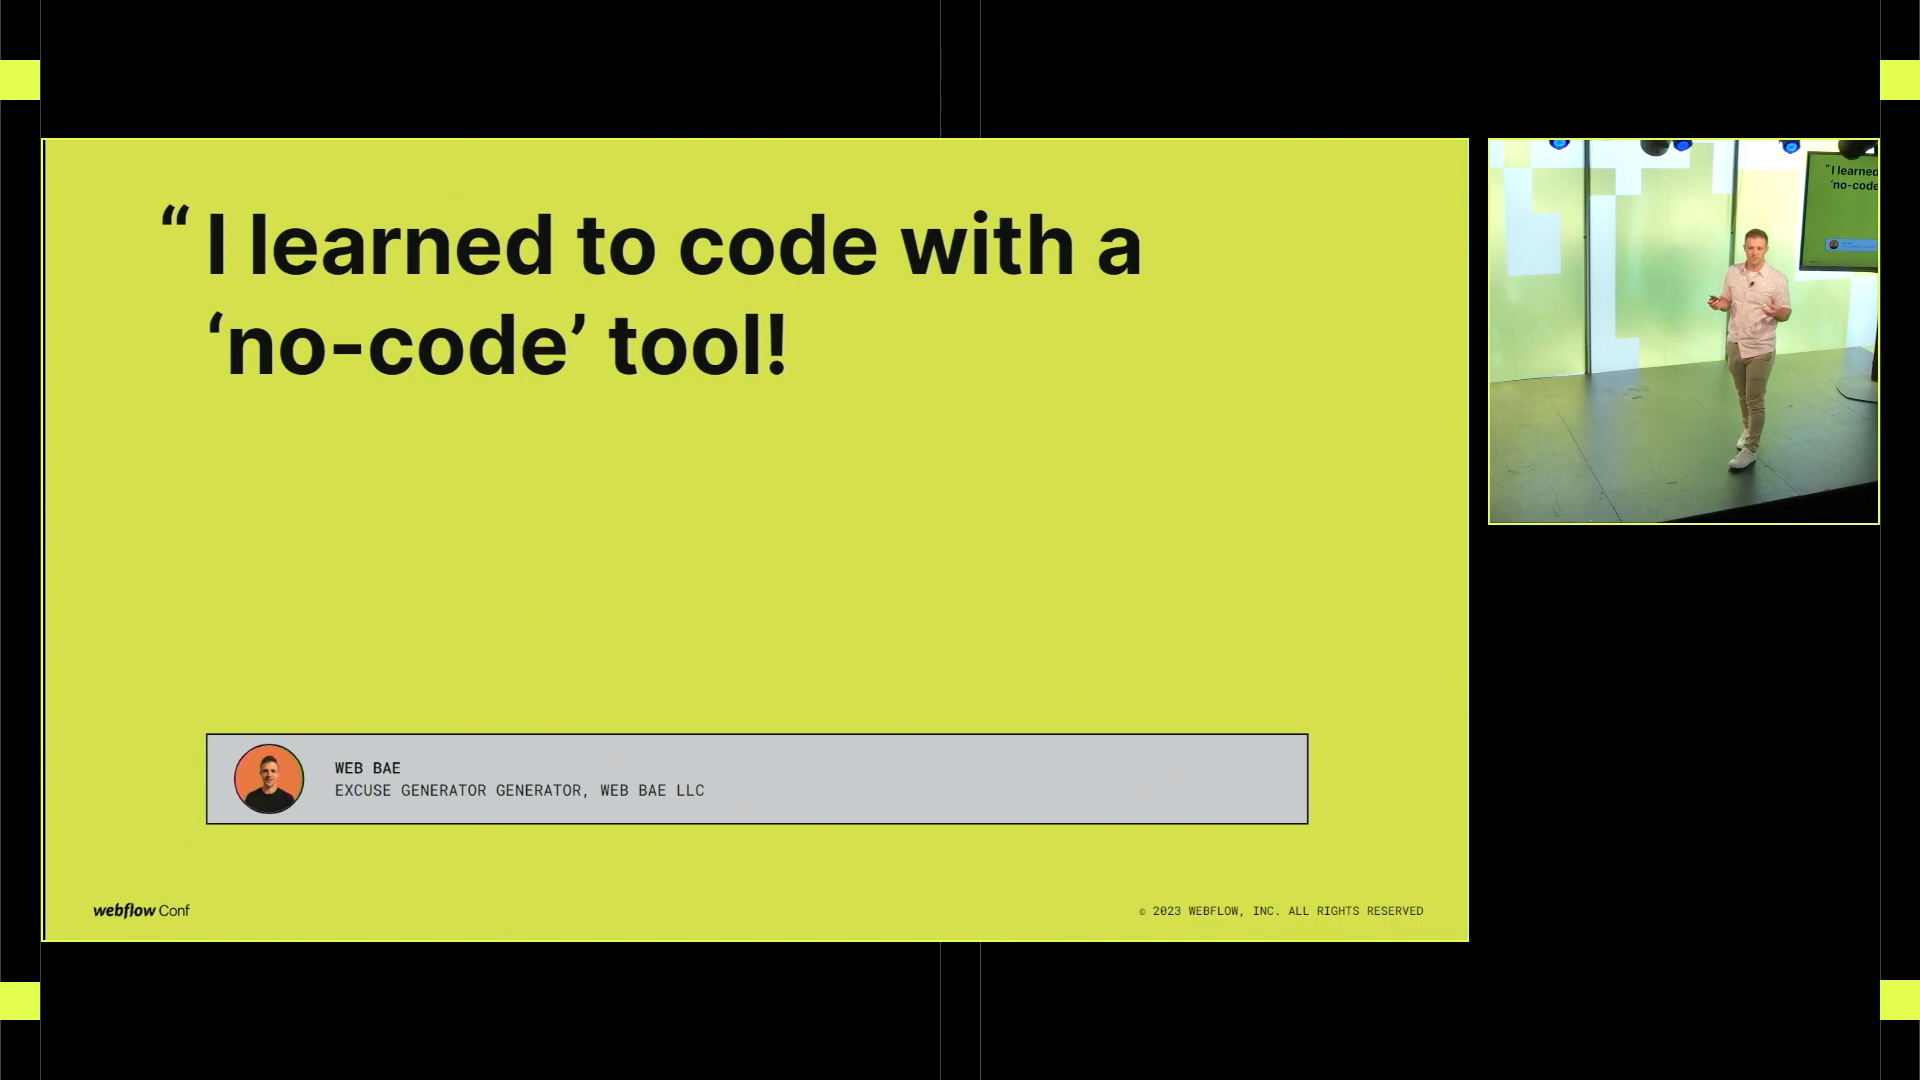 “ I learned to code with a
‘no-code’ tool!
WEB BAE
EXCUSE GENERATOR GENERATOR, WEB BAE LLC
webflow Conf
© 2023 WEBFLOW, INC. ALL RIGHTS RESERVED
“ I learned
‘no-code